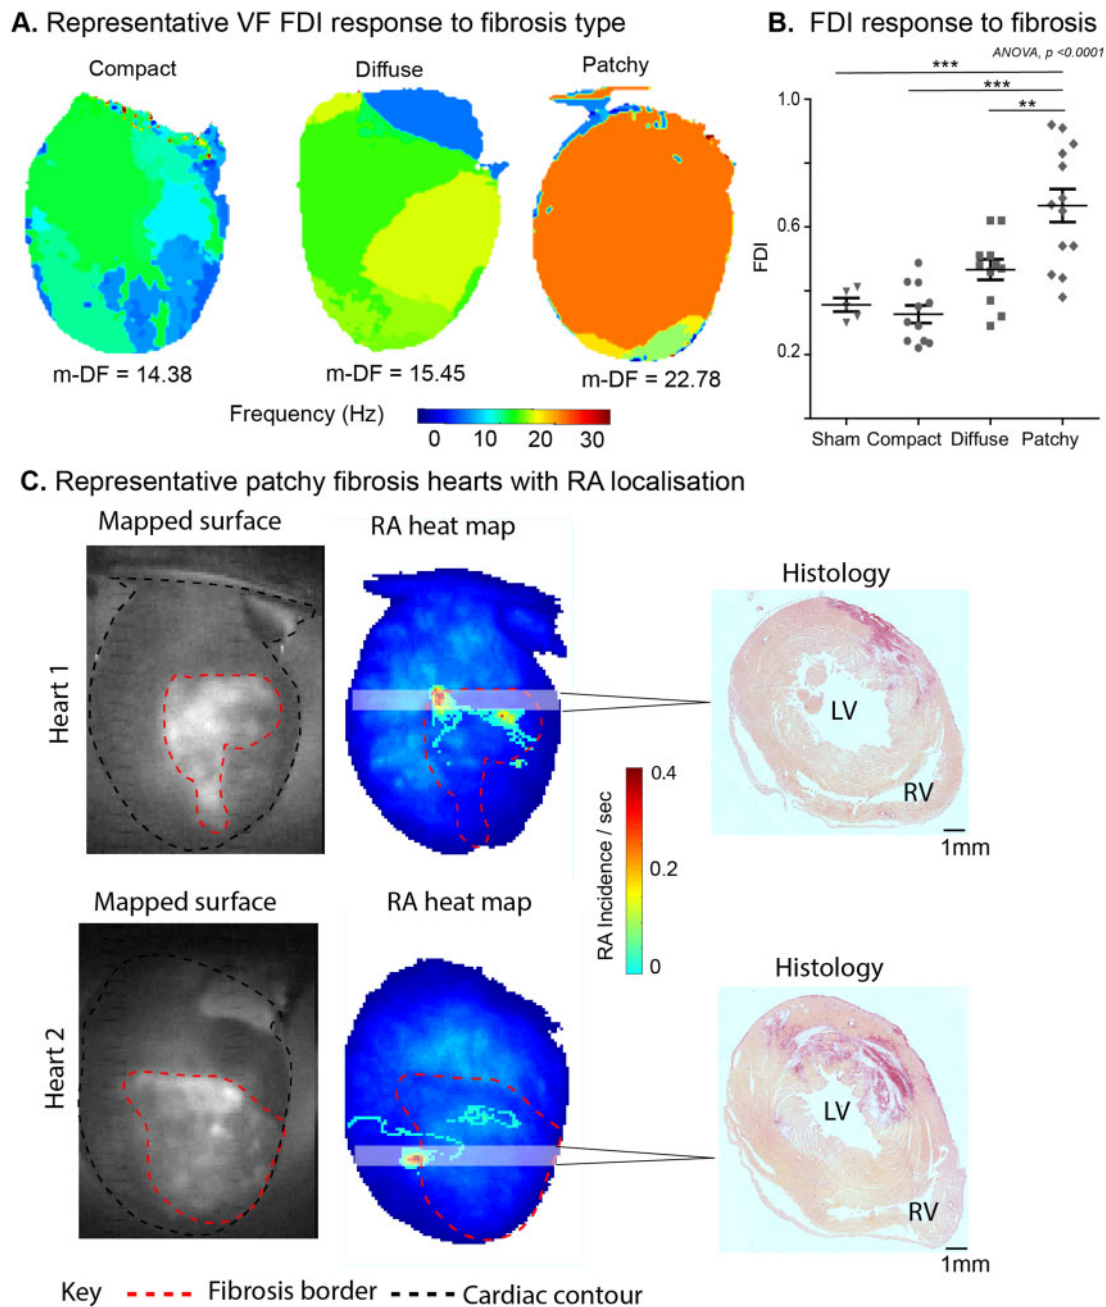 A. Representative VF FDI response to fibrosis type
Compact
Diffuse
Patchy
m-DF = 14.38
m-DF = 15.45
m-DF = 22.78
Frequency (Hz)
0 10 20 30
B. FDI response to fibrosis
ANOVA, p <0.0001
***
***
**
1.0
0.6
0.2
FDI
Sham Compact Diffuse Patchy
C. Representative patchy fibrosis hearts with RA localisation
Mapped surface
RA heat map
Histology
Heart 1
LV
RV
1mm
RA Incidence / sec
0.4
0.2
0
Mapped surface
RA heat map
Histology
Heart 2
LV
RV
1mm
Key Fibrosis border Cardiac contour